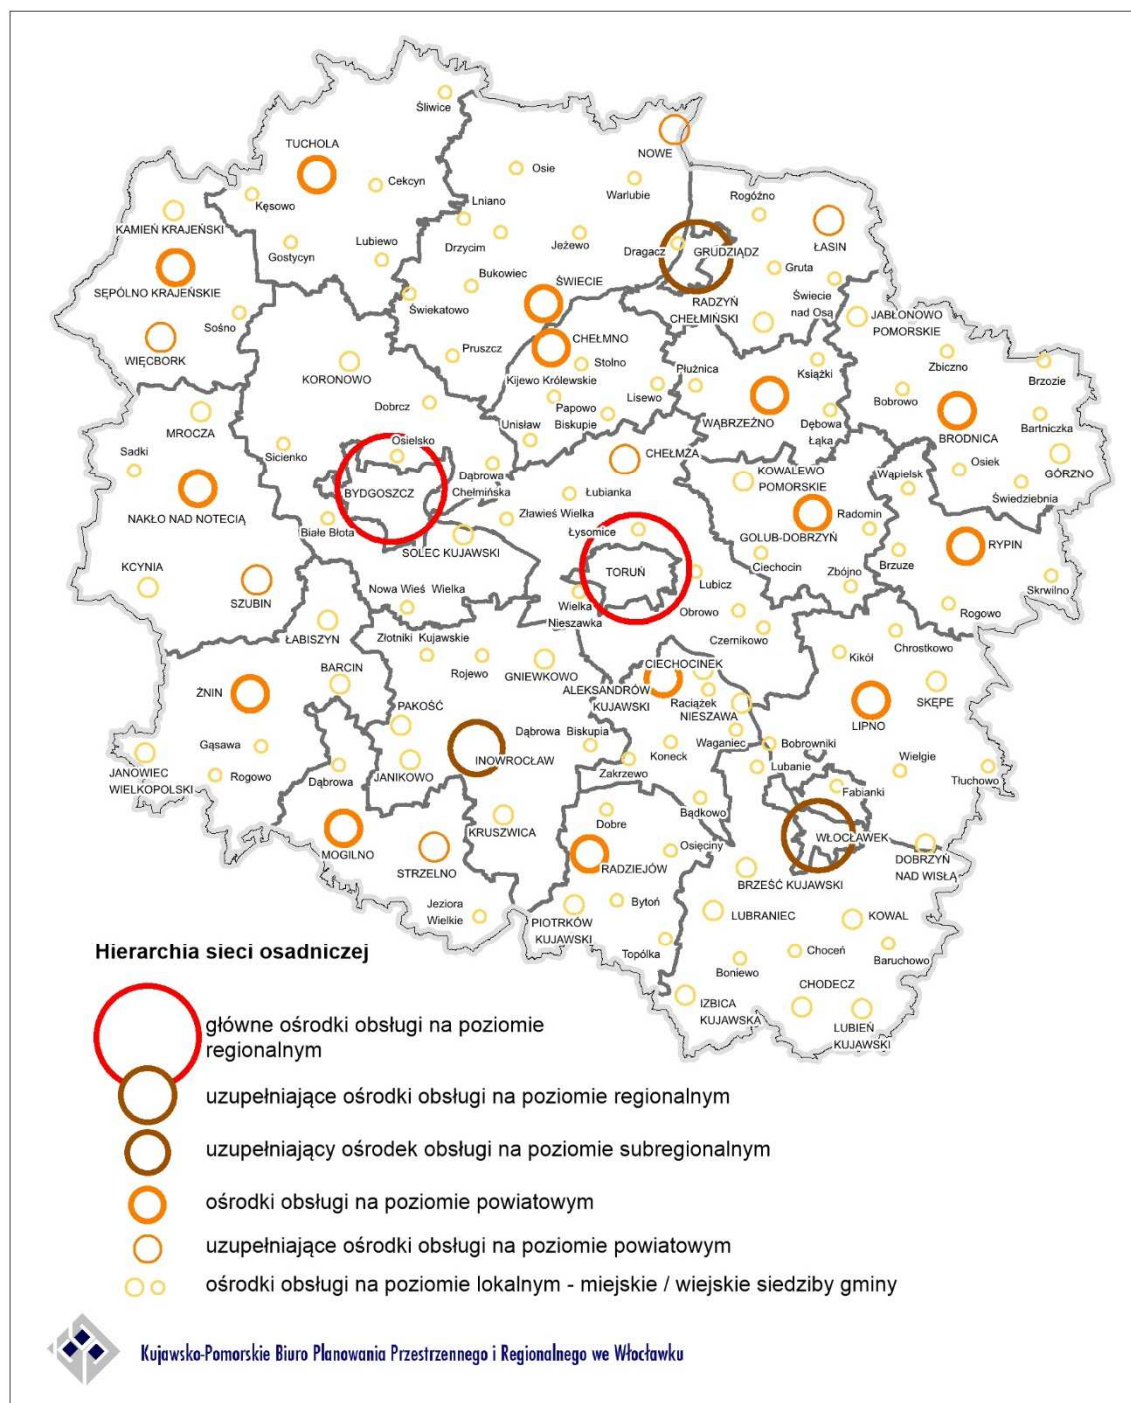 Śliwice
TUCHOLA
NOWE
Osie
Cekcyn
Warlubie
Kęsowo
Lniano
Rogóźno
KAMIEŃ KRAJEŃSKI
ŁASIN
Drzycim
Jeżewo
Dragacz
GRUDZIĄDZ
Gostycyn
Lubiewo
Bukowiec
Gruta
SĘPÓLNO KRAJEŃSKIE
ŚWIECIE
Świekatowo
RADZYŃ
CHEŁMIŃSKI
Świecie
nad Osą
JABŁONOWO
POMORSKIE
Sośno
WIĘCBORK
CHEŁMNO
Pruszcz
Stolno
Zbiczno
Brzozie
KORONOWO
Kijewo Królewskie
Płużnica
Książki
Lisewo
Bobrowo
Dobrcz
Papowo
Biskupie
MROCZA
WĄBRZEŹNO
Dębowa
Łąka
BRODNICA
Bartniczka
Unisław
Osielsko
Sadki
Sicienko
CHEŁMŻA
KOWALEWO
POMORSKIE
Wąpielsk
Osiek
GÓRZNO
Dąbrowa
Chełmińska
Świedziebnia
BYDGOSZCZ
Łubianka
NAKŁO NAD NOTECIĄ
Zławieś Wielka
Radomin
Białe Błota
Łysomice
GOLUB-DOBRZYŃ
RYPIN
SOLEC KUJAWSKI
Ciechocin
Brzuze
KCYNIA
TORUŃ
Lubicz
Zbójno
Skrwilno
SZUBIN
Nowa Wieś Wielka
Wielka
Nieszawka
Obrowo
Rogowo
ŁABISZYN
Złotniki Kujawskie
Czernikowo
Chrostkowo
Kikół
BARCIN
Rojewo
GNIEWKOWO
CIECHOCINEK
ŻNIN
ALEKSANDRÓW
KUJAWSKI
Raciążek
NIESZAWA
SKĘPE
PAKOŚĆ
LIPNO
Dąbrowa Biskupia
Waganiec
Gąsawa
INOWROCŁAW
Koneck
Bobrowniki
Lubanie
Wielgie
JANOWIEC
WIELKOPOLSKI
Rogowo
Dąbrowa
JANIKOWO
Zakrzewo
Tłuchowo
Fabianki
Bądkowo
KRUSZWICA
Dobre
WŁOCŁAWEK
MOGILNO
Osięciny
STRZELNO
RADZIEJÓW
BRZEŚĆ KUJAWSKI
DOBRZYŃ
NAD WISŁĄ
Jeziora
Wielkie
Bytoń
PIOTRKÓW
KUJAWSKI
LUBRANIEC
KOWAL
Topólka
Choceń
Baruchowo
Boniewo
CHODECZ
IZBICA
KUJAWSKA
LUBIEŃ
KUJAWSKI
Hierarchia sieci osadniczej
główne ośrodki obsługi na poziomie
regionalnym
uzupełniające ośrodki obsługi na poziomie regionalnym
uzupełniający ośrodek obsługi na poziomie subregionalnym
ośrodki obsługi na poziomie powiatowym
uzupełniające ośrodki obsługi na poziomie powiatowym
ośrodki obsługi na poziomie lokalnym - miejskie / wiejskie siedziby gminy
Kujawsko-Pomorskie Biuro Planowania Przestrzennego i Regionalnego we Włocławku